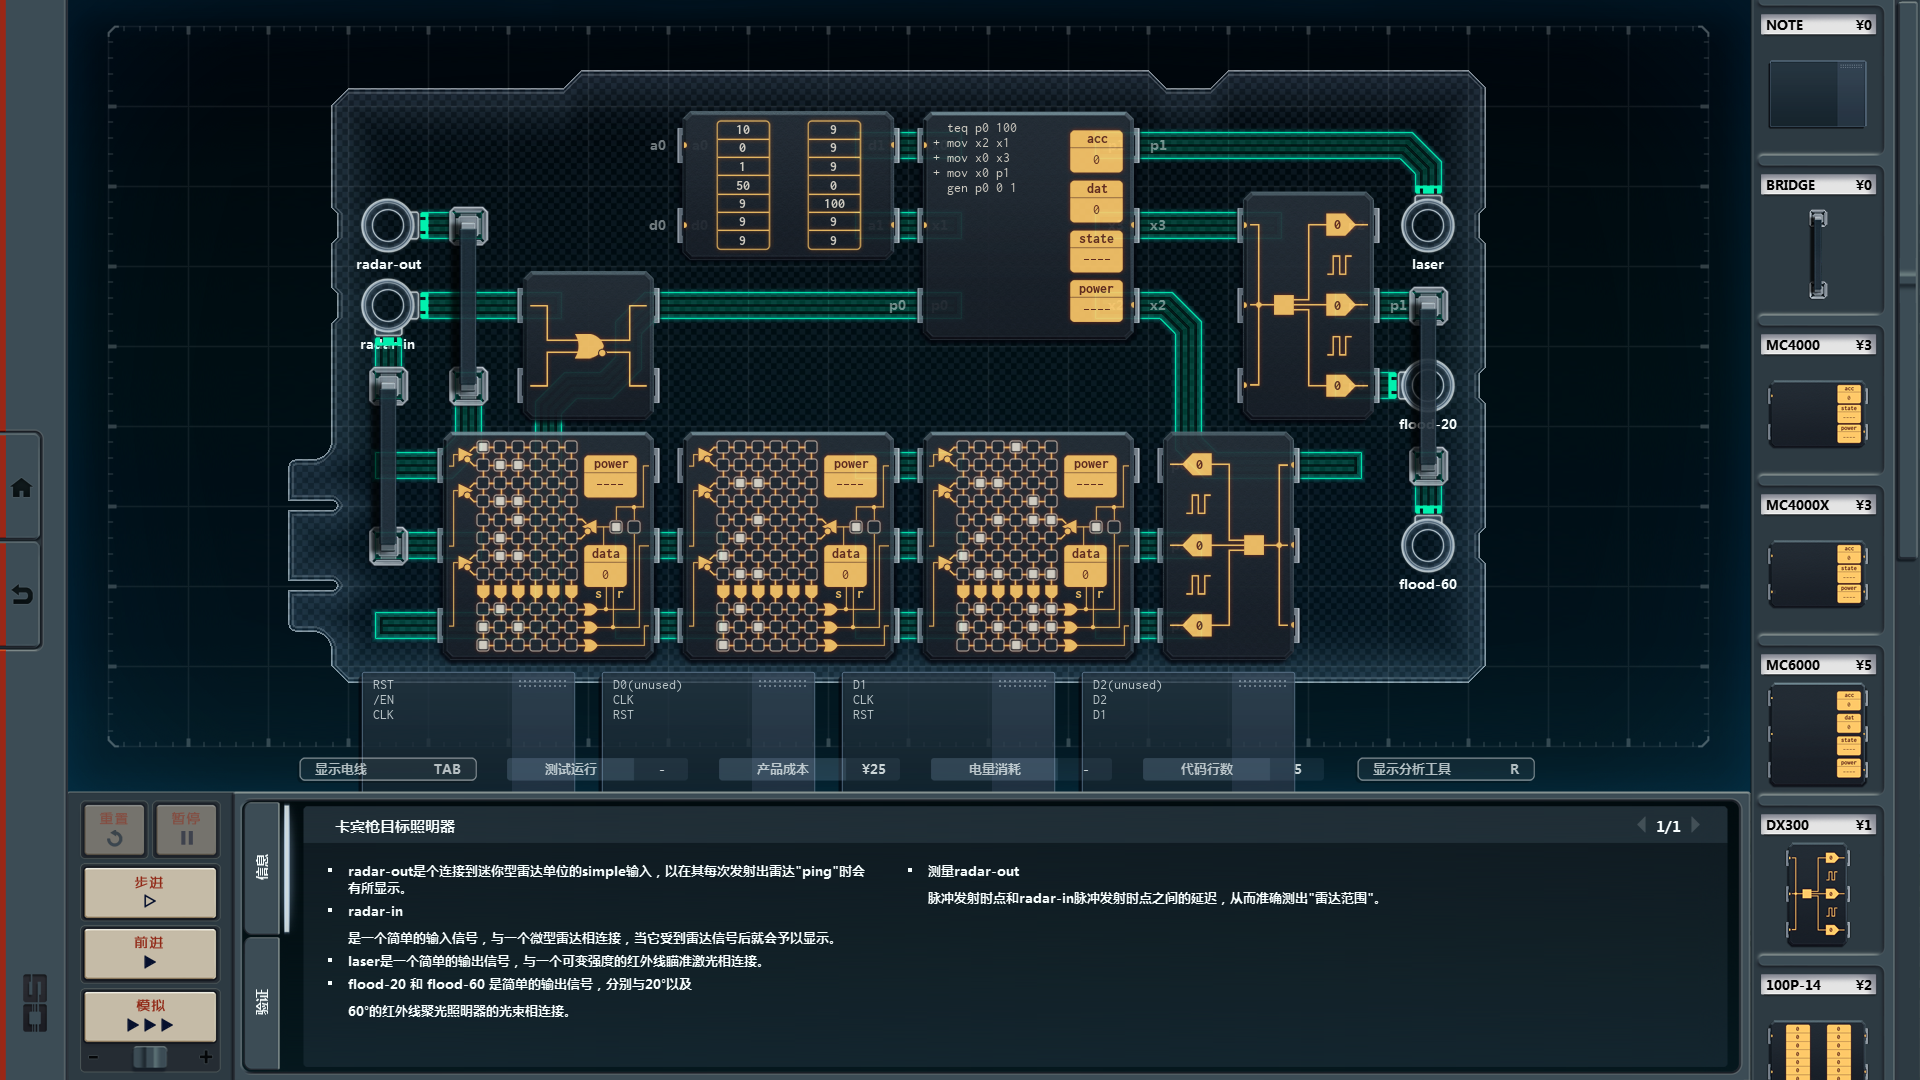 NOTE ¥0
BRIDGE ¥0
MC4000 ¥3
MC4000X ¥3
MC6000 ¥5
DX300 ¥1
100P-14 ¥2
a0
d0
10 9
0 9
1 9
50 0
9 100
9 9
9 9
teq p0 100
+ mov x2 x1
+ mov x0 x3
+ mov x0 p1
gen p0 0 1
acc
0
dat
0
state
----
power
----
p1
x3
x2
p0
p1
0
0
0
radar-out
laser
flood-20
flood-60
power
----
data
0
s r
power
----
data
0
s r
power
----
data
0
s r
0
0
0
RST
/EN
CLK
D0(unused)
CLK
RST
D1
CLK
RST
D2(unused)
D2
D1
显示电线 TAB
测试运行 -
产品成本 ¥25
电量消耗 -
代码行数 5
显示分析工具 R
重置
暂停
步进
前进
模拟
- +
信息
验证
卡宾枪目标照明器
1/1
▪ radar-out是个连接到迷你型雷达单位的simple输入，以在其每次发射出雷达"ping"时会
有所显示。
▪ radar-in
是一个简单的输入信号，与一个微型雷达相连接，当它受到雷达信号后就会予以显示。
▪ laser是一个简单的输出信号，与一个可变强度的红外线瞄准激光相连接。
▪ flood-20 和 flood-60 是简单的输出信号，分别与20°以及
60°的红外线聚光照明器的光束相连接。
▪ 测量radar-out
脉冲发射时点和radar-in脉冲发射时点之间的延迟，从而准确测出"雷达范围"。